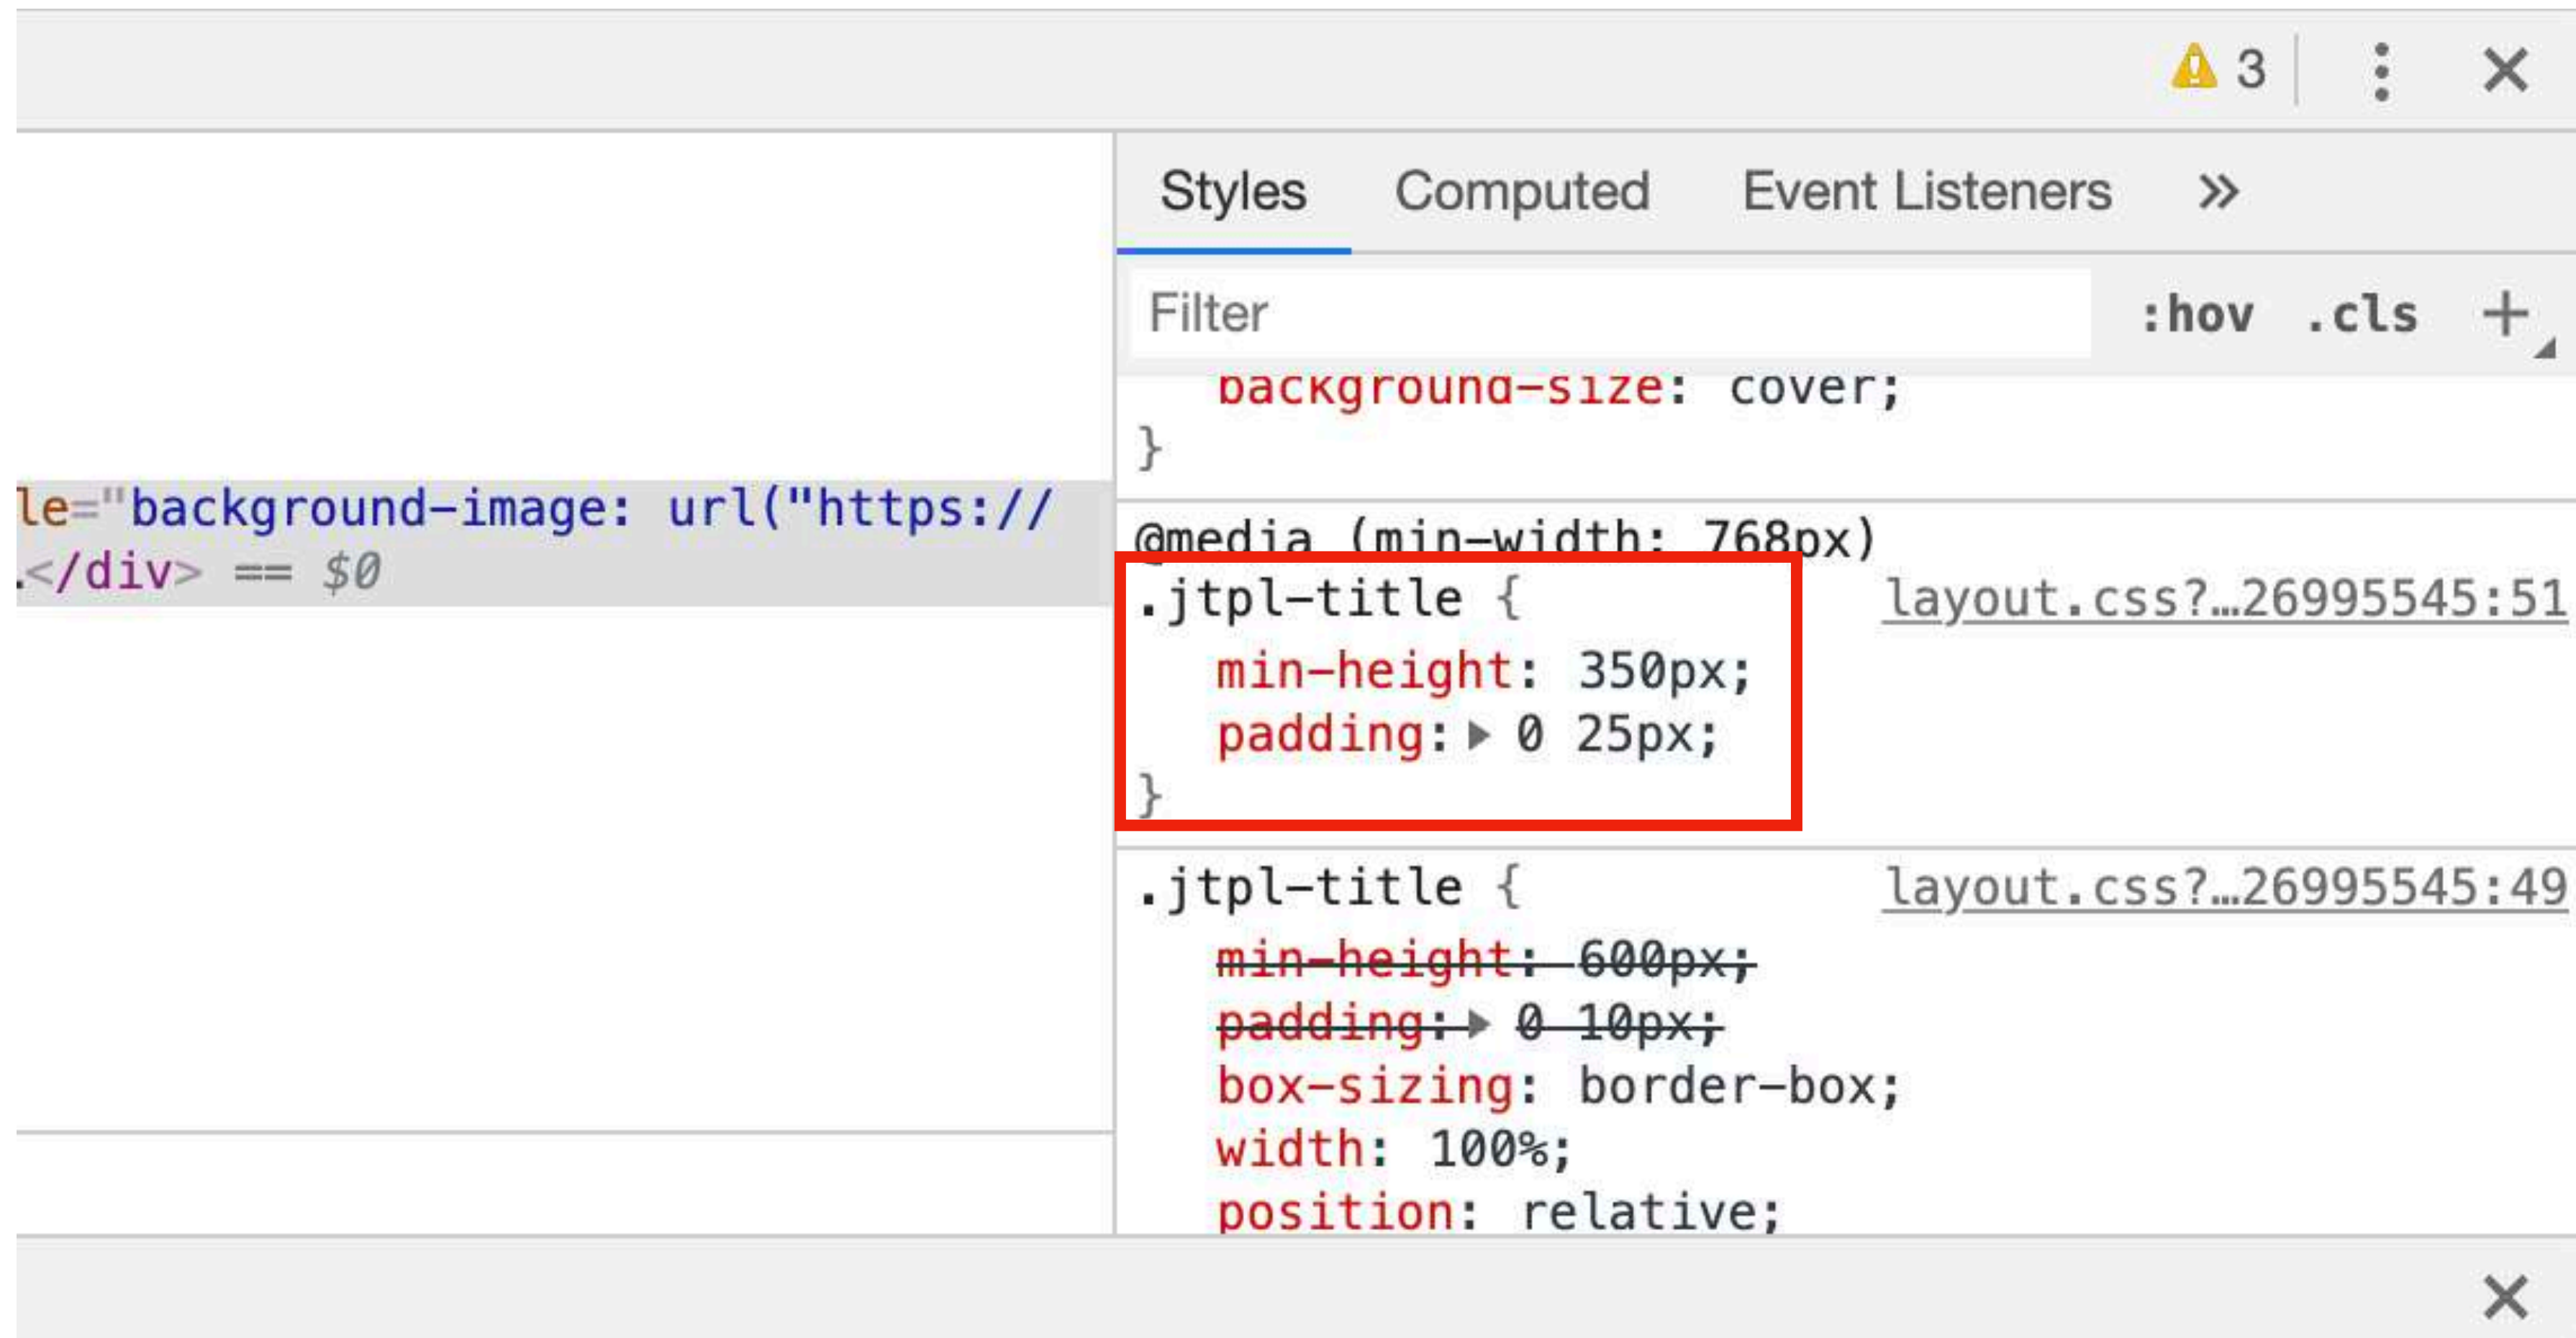 3
Styles Computed Event Listeners »
Filter :hov .cls +
background-size: cover;
}
le="background-image: url("https://
.</div> == $0
@media (min-width: 768px)
.jtpl-title { layout.css?…26995545:51
min-height: 350px;
padding: 0 25px;
}
.jtpl-title { layout.css?…26995545:49
min-height: 600px;
padding: 0 10px;
box-sizing: border-box;
width: 100%;
position: relative;